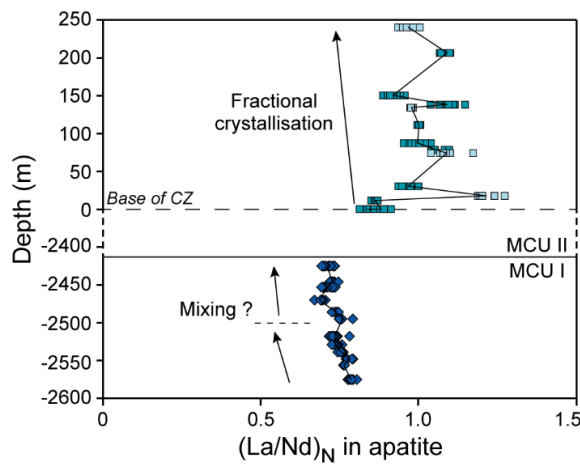 250
200
150
100
50
0
-2400
-2450
-2500
-2550
-2600
Depth (m)
Fractional
crystallisation
Base of CZ
MCU II
MCU I
Mixing ?
0
0.5
1.0
1.5
(La/Nd)N in apatite